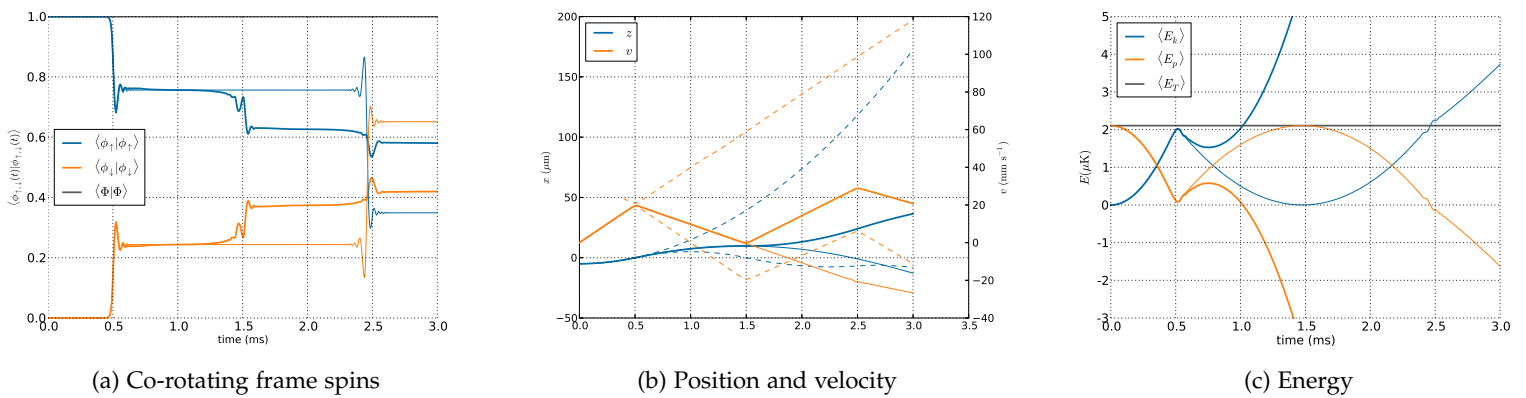 1.0
0.8
0.6
0.4
0.2
0.0
0.0 0.5 1.0 1.5 2.0 2.5 3.0
time (ms)
⟨ϕ↑,↓(t)|ϕ↑,↓(t)⟩
⟨ϕ↑|ϕ↑⟩
⟨ϕ↓|ϕ↓⟩
⟨Φ|Φ⟩
(a) Co-rotating frame spins
200
150
100
50
0
−50
0.0 0.5 1.0 1.5 2.0 2.5 3.0 3.5
x (μm)
z
v
120
100
80
60
40
20
0
−20
−40
v (mm s⁻¹)
(b) Position and velocity
5
4
3
2
1
0
-1
-2
-3
0.0 0.5 1.0 1.5 2.0 2.5 3.0
time (ms)
E(μK)
⟨Eₖ⟩
⟨Eₚ⟩
⟨E_T⟩
(c) Energy